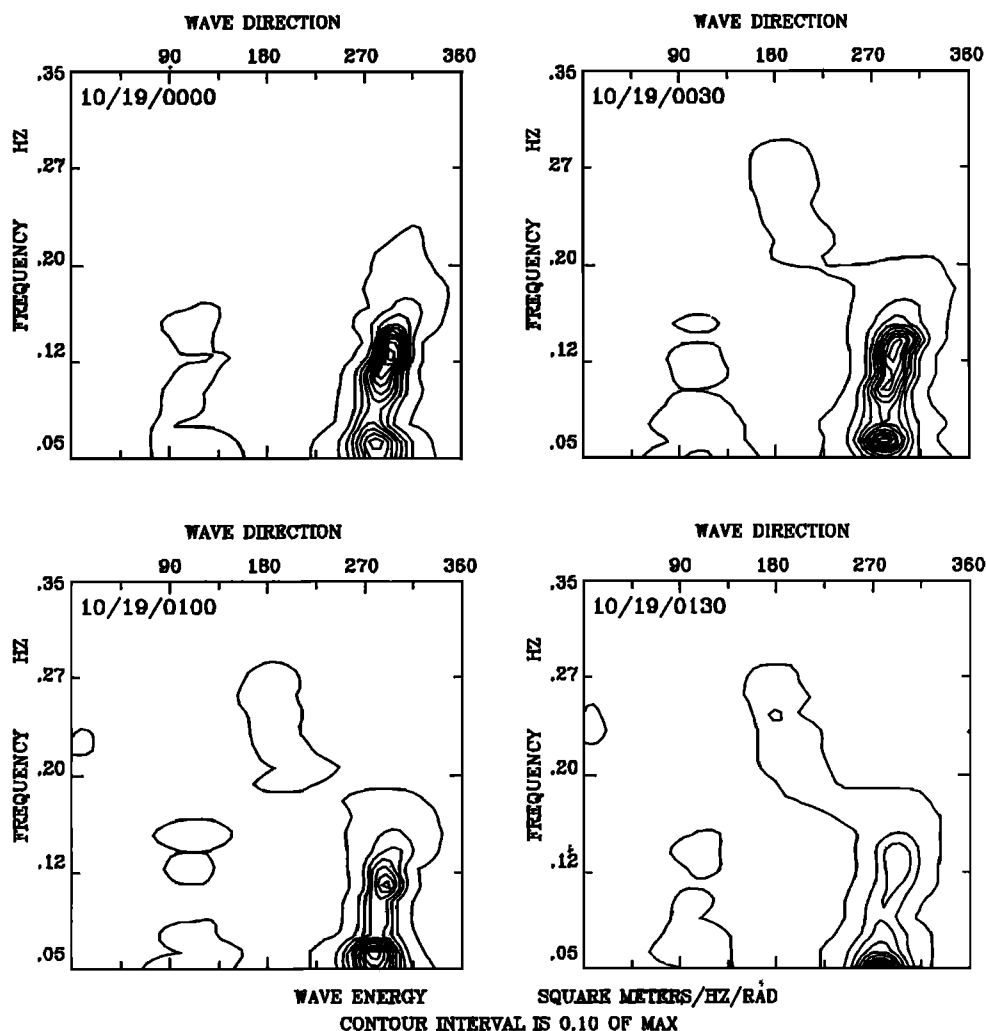 WAVE DIRECTION
90 180 270 360
.35
10/19/0000
HZ
.27
FREQUENCY
.20
.12
.05
WAVE DIRECTION
90 180 270 360
.35
10/19/0030
HZ
.27
FREQUENCY
.20
.12
.05
WAVE DIRECTION
90 180 270 360
.35
10/19/0100
HZ
.27
FREQUENCY
.20
.12
.05
WAVE DIRECTION
90 180 270 360
.35
10/19/0130
HZ
.27
FREQUENCY
.20
.12
.05
WAVE ENERGY SQUARE METERS/HZ/RAD
CONTOUR INTERVAL IS 0.10 OF MAX